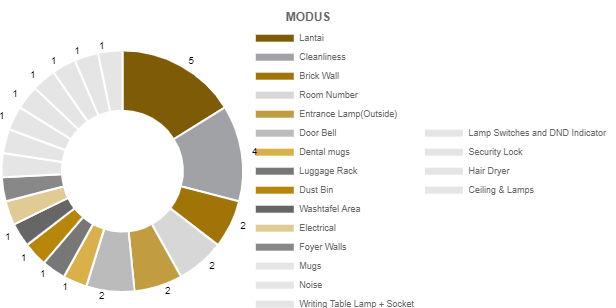 MODUS
Lantai
Cleanliness
Brick Wall
Room Number
Entrance Lamp(Outside)
Door Bell
Dental mugs
Luggage Rack
Dust Bin
Washtafel Area
Electrical
Foyer Walls
Mugs
Noise
Writing Table Lamp + Socket
Lamp Switches and DND Indicator
Security Lock
Hair Dryer
Ceiling & Lamps
5
4
2
2
2
2
1
1
1
1
1
1
1
1
1
1